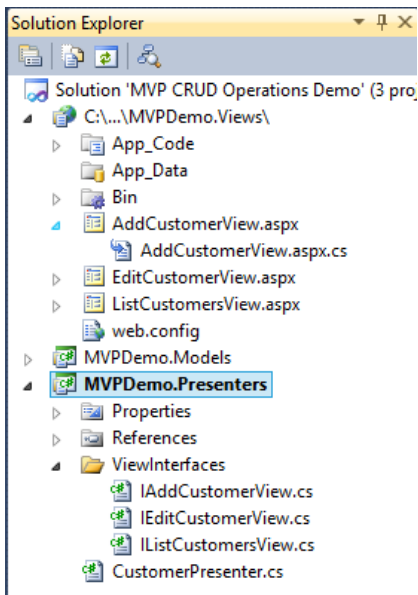 Solution Explorer
Solution 'MVP CRUD Operations Demo' (3 proj
C:\...\MVPDemo.Views\
App_Code
App_Data
Bin
AddCustomerView.aspx
AddCustomerView.aspx.cs
EditCustomerView.aspx
ListCustomersView.aspx
web.config
MVPDemo.Models
MVPDemo.Presenters
Properties
References
ViewInterfaces
IAddCustomerView.cs
IEditCustomerView.cs
IListCustomersView.cs
CustomerPresenter.cs